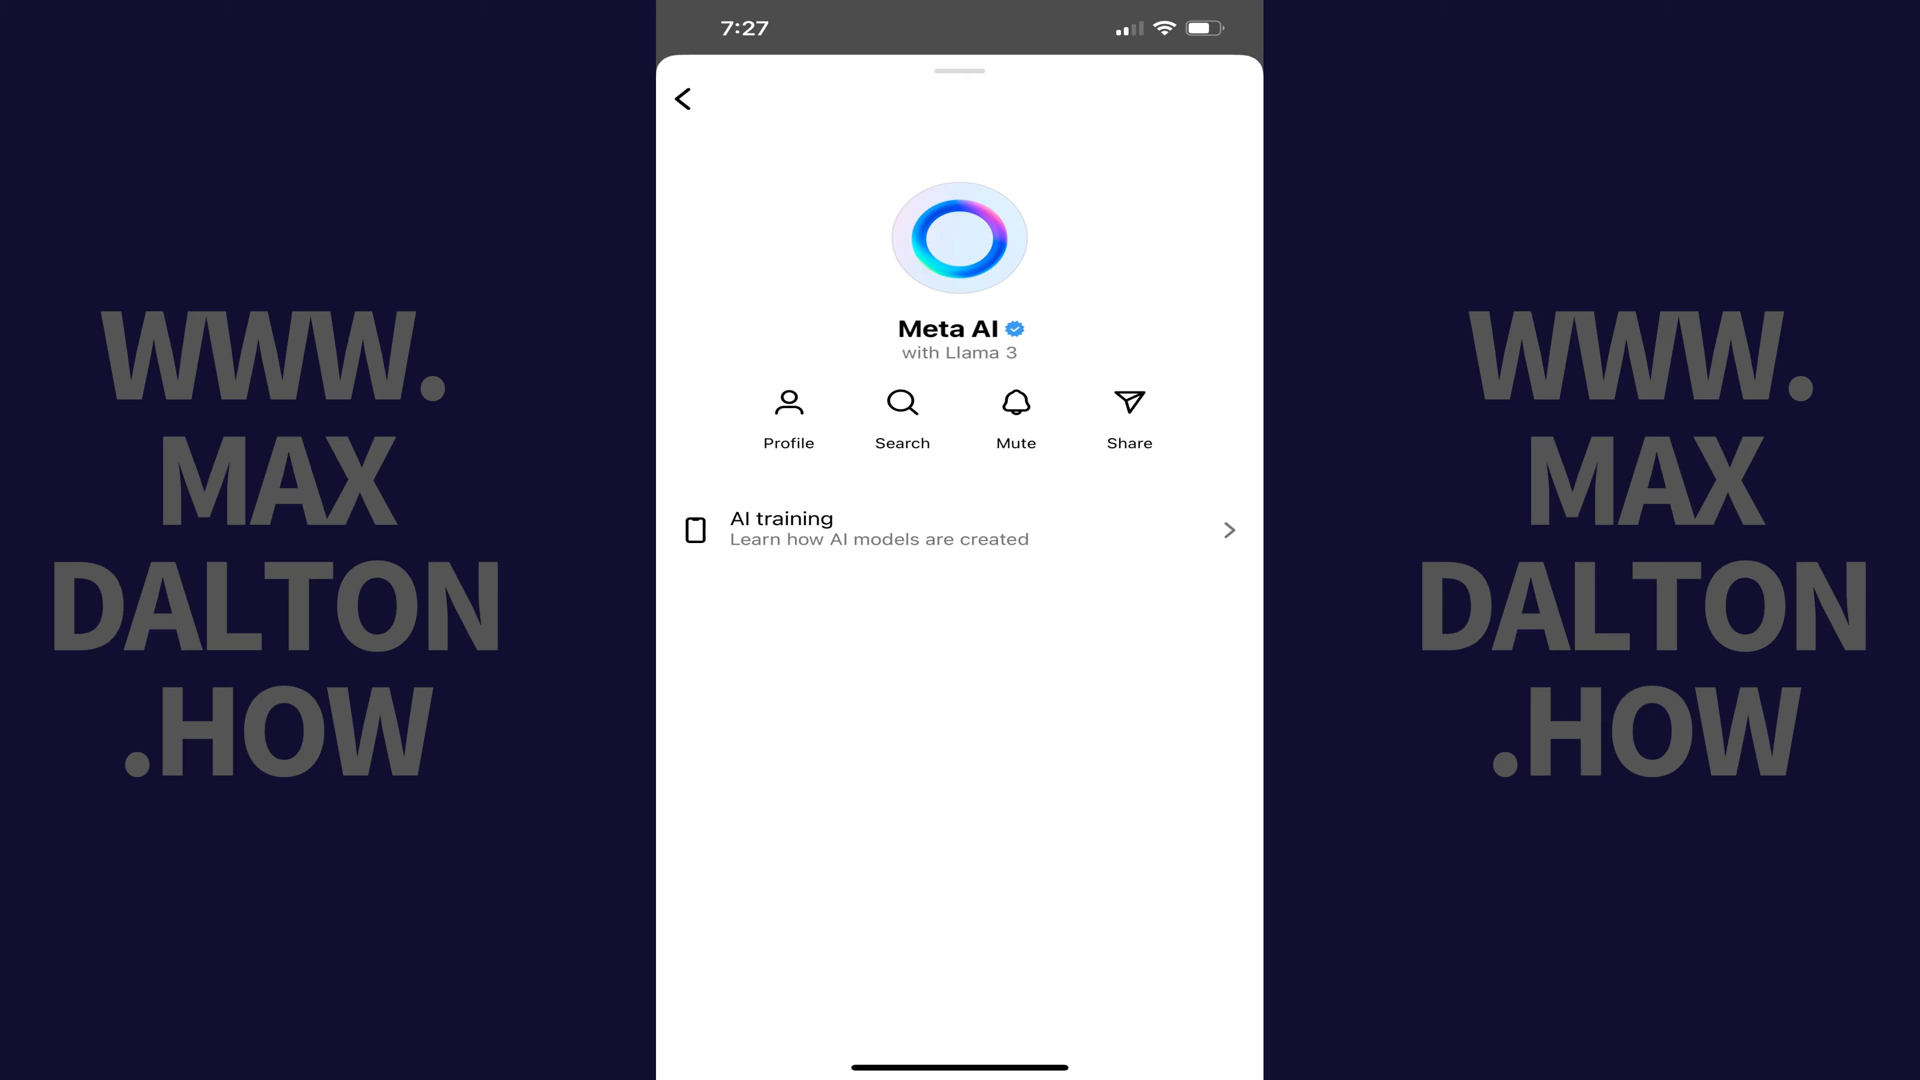 7:27
WWW.
MAX
DALTON
.HOW
Meta AI
with Llama 3
Profile
Search
Mute
Share
AI training
Learn how AI models are created
WWW.
MAX
DALTON
.HOW